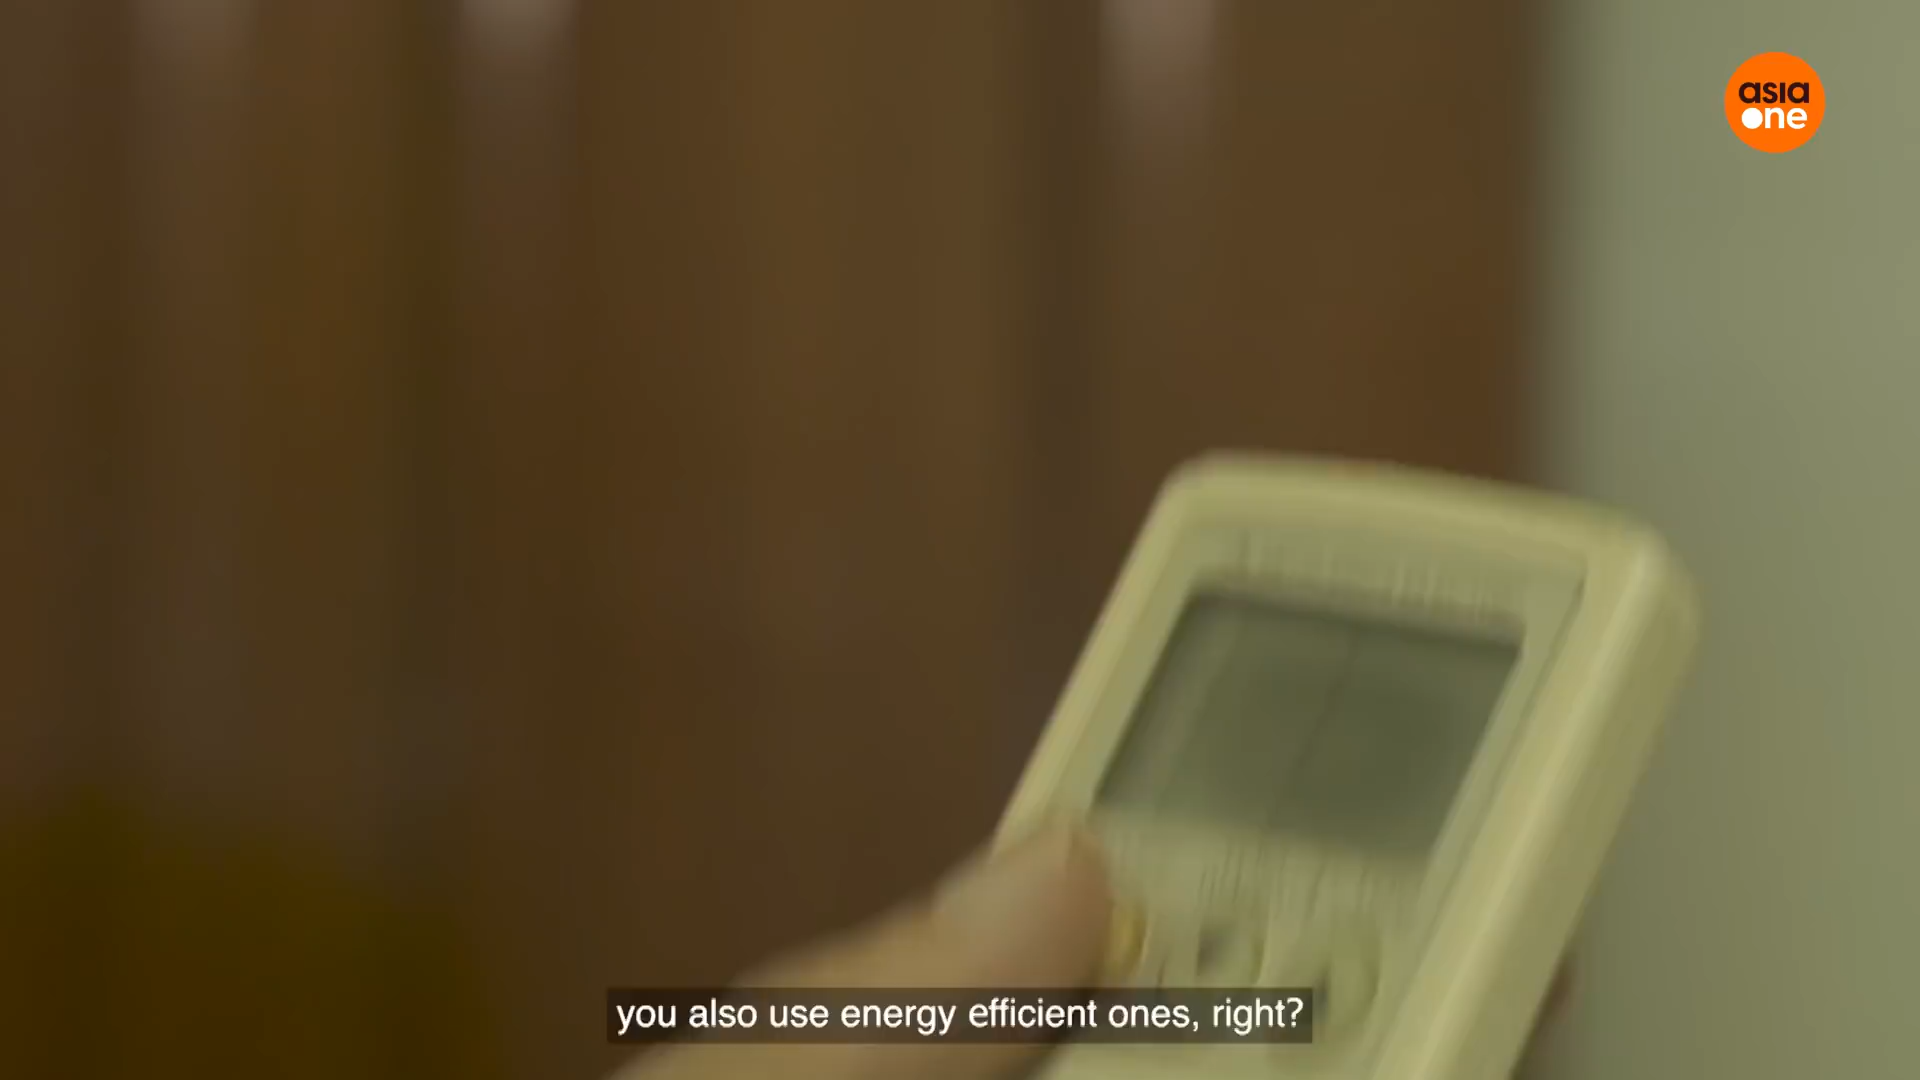 asia
one
you also use energy efficient ones, right?